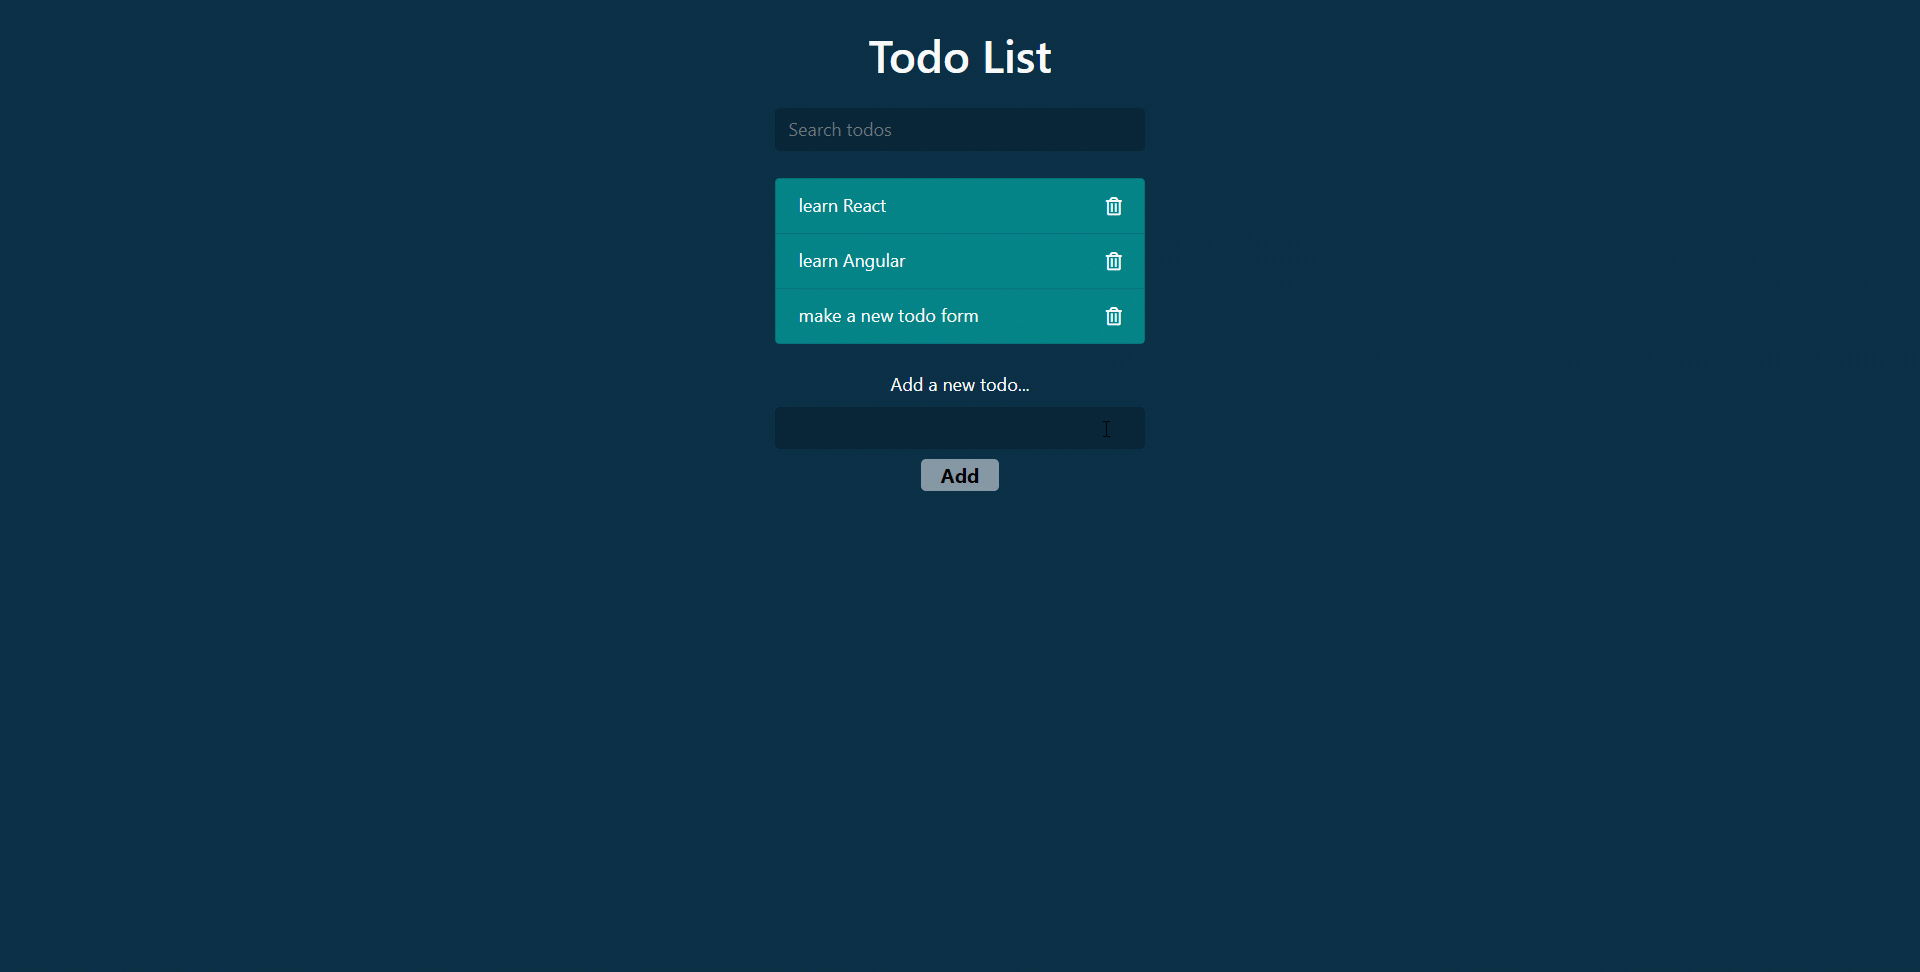 Todo List
Search todos
learn React
learn Angular
make a new todo form
Add a new todo...
Add